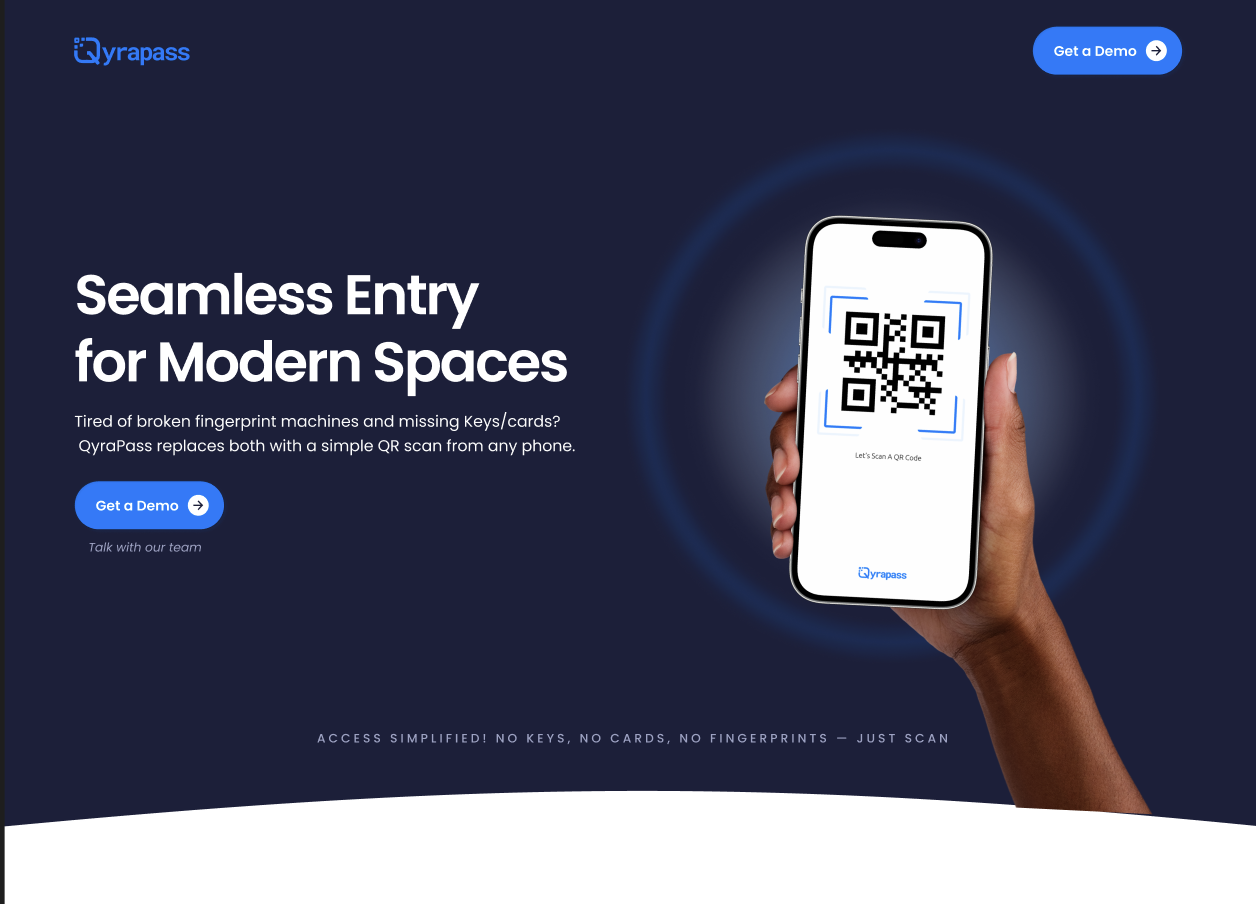 Qyrapass
Get a Demo
Seamless Entry
for Modern Spaces
Tired of broken fingerprint machines and missing Keys/cards?
QyraPass replaces both with a simple QR scan from any phone.
Get a Demo
Talk with our team
Let's Scan A QR Code
Qyrapass
ACCESS SIMPLIFIED! NO KEYS, NO CARDS, NO FINGERPRINTS — JUST SCAN